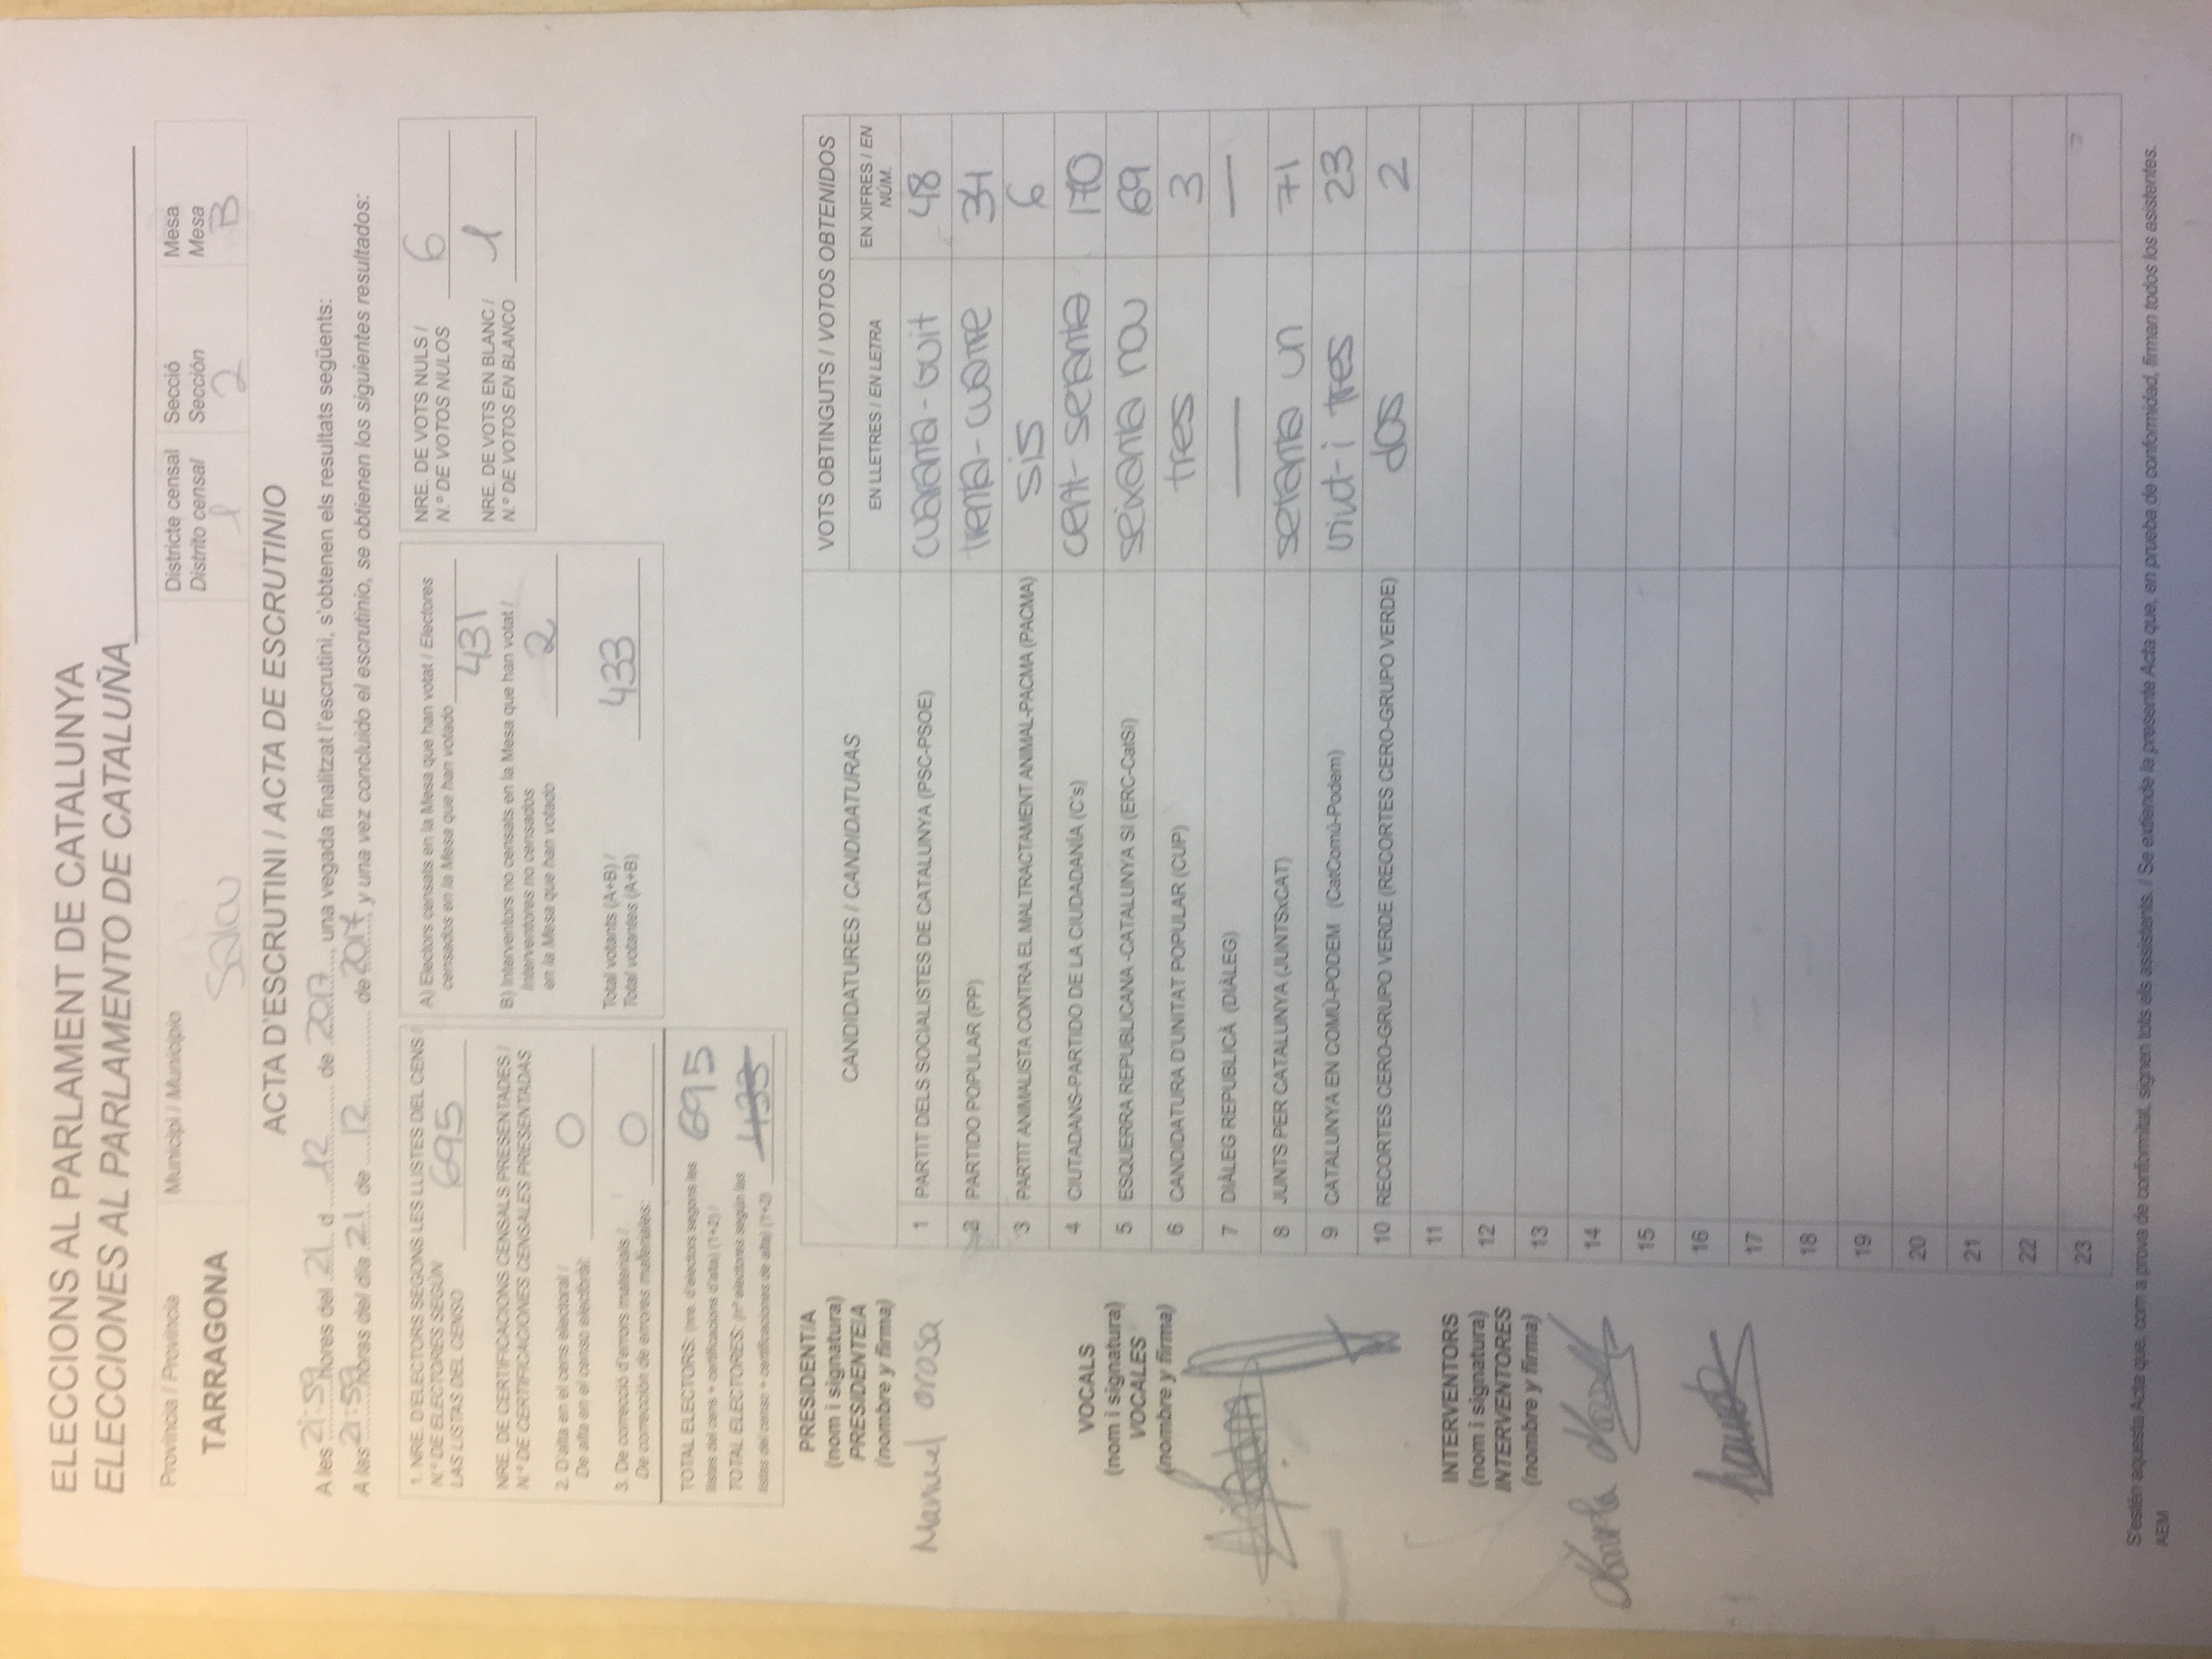 ELECCIONS AL PARLAMENT DE CATALUNYA
ELECCIONES AL PARLAMENTO DE CATALUÑA
Provincia / Provincia Municipi / Municipio Districte censal Secció Mesa
Distrito censal Sección Mesa
TARRAGONA Salou 1 2 B
ACTA D'ESCRUTINI / ACTA DE ESCRUTINIO
A les 21:59 hores del 21 d 12 de 2017, una vegada finalitzat l'escrutini, s'obtenen els resultats següents:
A las 21:59 horas del día 21 de 12 de 2017 y una vez concluido el escrutinio, se obtienen los siguientes resultados:
1. NRE. D'ELECTORS SEGONS LES LLISTES DEL CENS /
N.º DE ELECTORES SEGÚN
LAS LISTAS DEL CENSO 695
NRE. DE CERTIFICACIONS CENSALS PRESENTADES /
N.º DE CERTIFICACIONES CENSALES PRESENTADAS
2. D'alta en el cens electoral /
De alta en el censo electoral: 0
3. De correcció d'errors materials /
De corrección de errores materiales: 0
TOTAL ELECTORS: (nre. d'electors segons les 695
llistes del cens + certificacions d'alta) (1+2) /
TOTAL ELECTORES: (nº electores según las
listas del censo + certificaciones de alta) (1+2) 433
A) Electors censats en la Mesa que han votat / Electores
censados en la Mesa que han votado
431
B) Interventors no censats en la Mesa que han votat /
Interventores no censados
en la Mesa que han votado 2
Total votants (A+B) /
Total votantes (A+B) 433
NRE. DE VOTS NULS /
N.º DE VOTOS NULOS 6
NRE. DE VOTS EN BLANC /
N.º DE VOTOS EN BLANCO 1
PRESIDENT/A
(nom i signatura)
PRESIDENTE/A
(nombre y firma)
Manuel Orosa
VOCALS
(nom i signatura)
VOCALES
(nombre y firma)
INTERVENTORS
(nom i signatura)
INTERVENTORES
(nombre y firma)
CANDIDATURES / CANDIDATURAS VOTS OBTINGUTS / VOTOS OBTENIDOS
EN LLETRES / EN LETRA EN XIFRES / EN NÚM.
1 PARTIT DELS SOCIALISTES DE CATALUNYA (PSC-PSOE) cuaranta-vuit 48
2 PARTIDO POPULAR (PP) trenta-cuatre 34
3 PARTIT ANIMALISTA CONTRA EL MALTRACTAMENT ANIMAL-PACMA (PACMA) sis 6
4 CIUTADANS-PARTIDO DE LA CIUDADANÍA (C's) cent-setanta 170
5 ESQUERRA REPUBLICANA -CATALUNYA SI (ERC-CatSí) seixanta nou 69
6 CANDIDATURA D'UNITAT POPULAR (CUP) tres 3
7 DIÀLEG REPUBLICÀ (DIÀLEG) — —
8 JUNTS PER CATALUNYA (JUNTSxCAT) setanta un 71
9 CATALUNYA EN COMÚ-PODEM (CatComú-Podem) vint-i tres 23
10 RECORTES CERO-GRUPO VERDE (RECORTES CERO-GRUPO VERDE) dos 2
11
12
13
14
15
16
17
18
19
20
21
22
23
S'estén aquesta Acta que, com a prova de conformitat, signen tots els assistents. / Se extiende la presente Acta que, en prueba de conformidad, firman todos los asistentes.
AEM